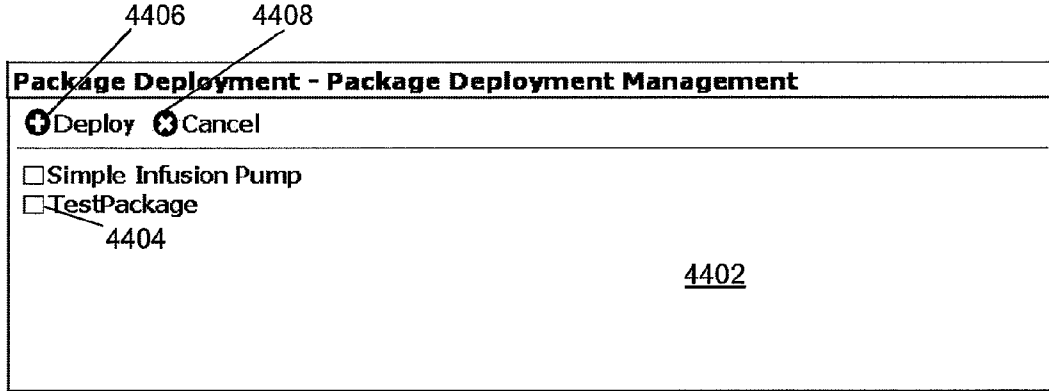 4406 4408
Package Deployment - Package Deployment Management
Deploy Cancel
Simple Infusion Pump
TestPackage
4404
4402